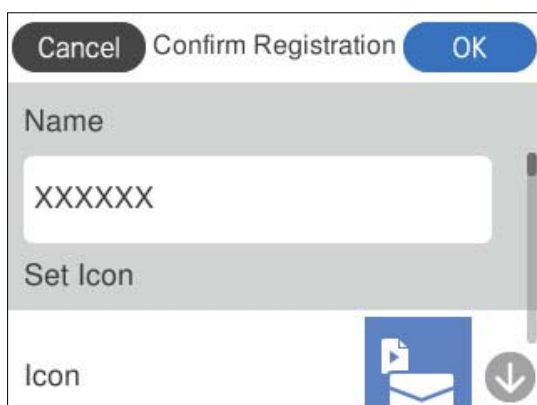 Cancel Confirm Registration OK
Name
XXXXXX
Set Icon
Icon